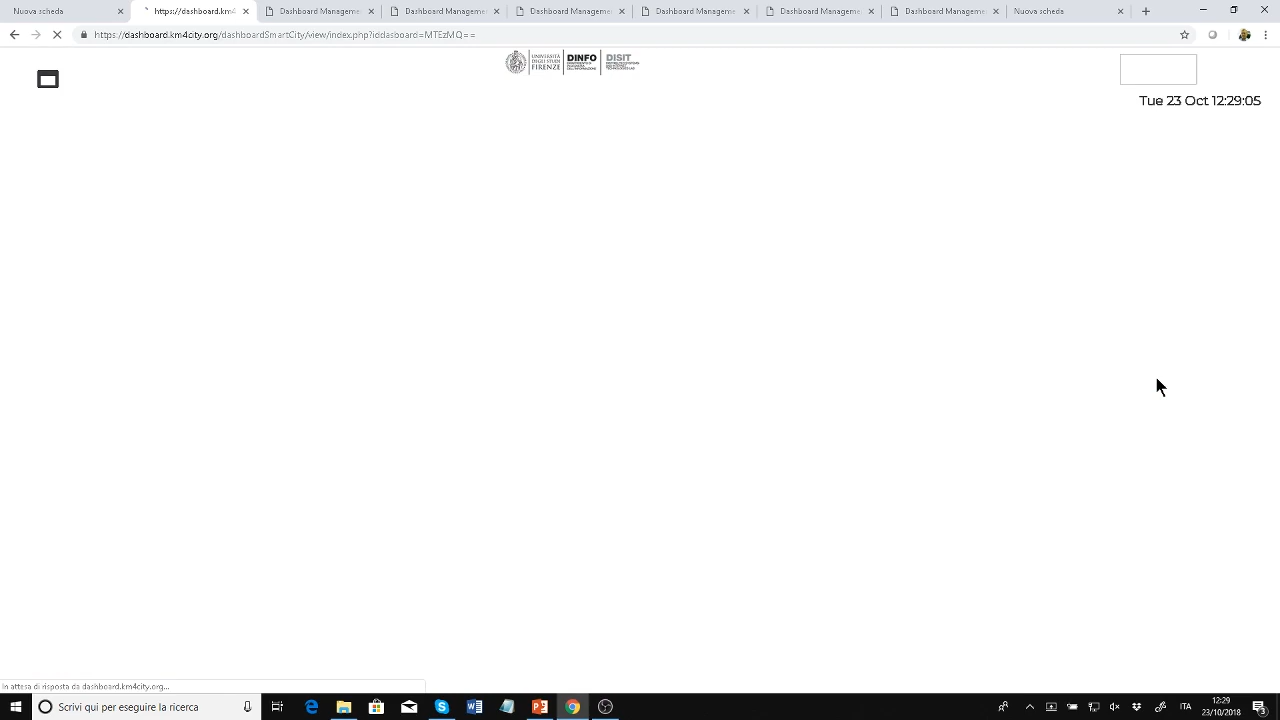 Nuova scheda
https://dashboard.km4
Dashboard Manageme
Dashboard Manageme
Dashboard Manageme
Dashboard Manageme
Dashboard Manageme
Dashboard Manageme
Nuova scheda
https://dashboard.km4city.org/dashboardSmartCity/view/index.php?iddasboard=MTEzMQ==
UNIVERSITÀ
DEGLI STUDI
FIRENZE
DINFO
DISIT
Tue 23 Oct 12:29:05
In attesa di risposta da dashboard.km4city.org...
Scrivi qui per eseguire la ricerca
ITA
12:29
23/10/2018